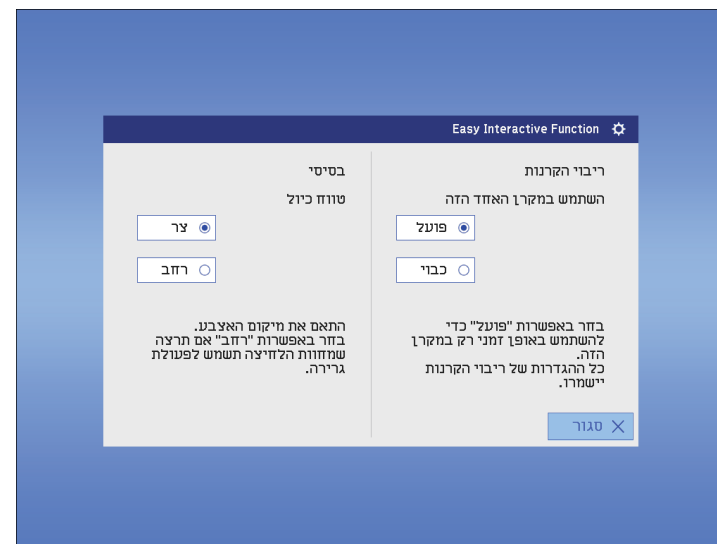 Easy Interactive Function
ריבוי הקרנות
השתמש במקרן האחד הזה
פועל
כבוי
בחר באפשרות "פועל" כדי
להשתמש באופן זמני רק במקרן
הזה.
כל ההגדרות של ריבוי הקרנות
יישמרו.
בסיסי
טווח כיול
צר
רחב
התאם את מיקום האצבע.
בחר באפשרות "רחב" אם תרצה
שמחוות הלחיצה תשמש לפעולת
גרירה.
סגור